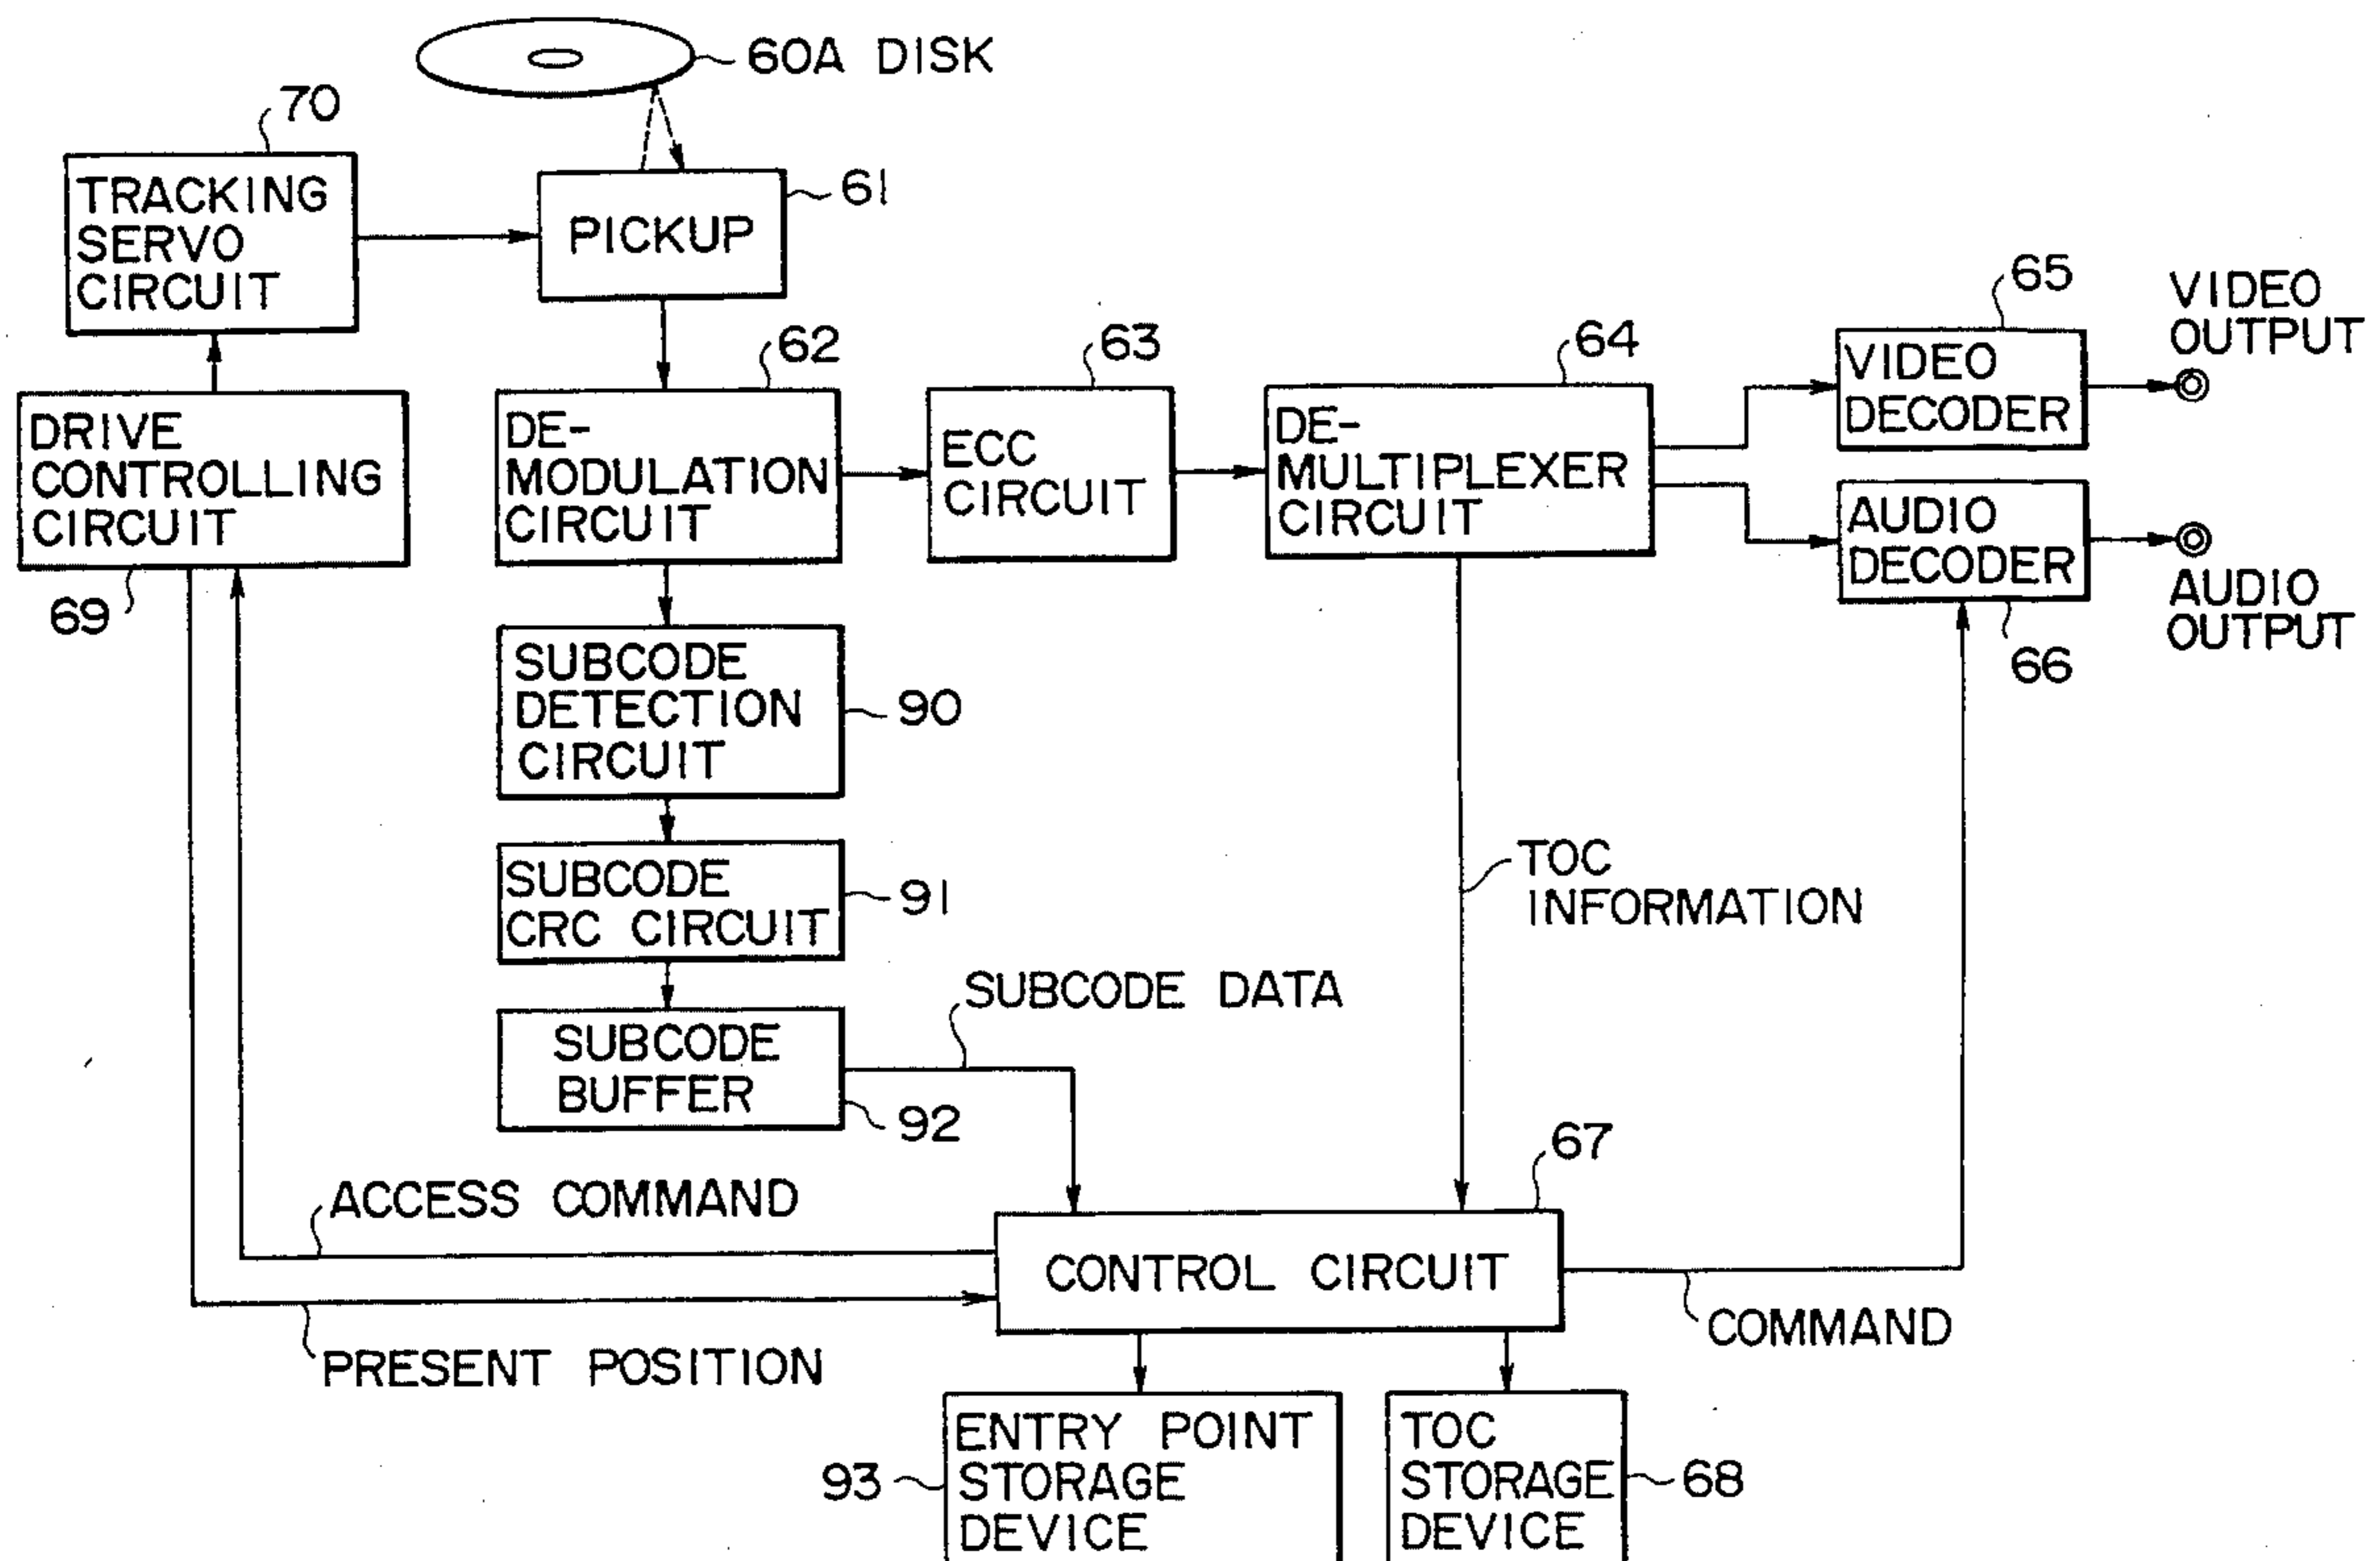 60A DISK
70
TRACKING
SERVO
CIRCUIT
61
PICKUP
65
VIDEO
OUTPUT
62
63
64
VIDEO
DECODER
DRIVE
CONTROLLING
CIRCUIT
DE-
MODULATION
CIRCUIT
ECC
CIRCUIT
DE-
MULTIPLEXER
CIRCUIT
AUDIO
DECODER
AUDIO
OUTPUT
69
66
SUBCODE
DETECTION
CIRCUIT
90
SUBCODE
CRC CIRCUIT
91
TOC
INFORMATION
SUBCODE DATA
SUBCODE
BUFFER
92
67
ACCESS COMMAND
CONTROL CIRCUIT
COMMAND
PRESENT POSITION
93
ENTRY POINT
STORAGE
DEVICE
TOC
STORAGE
DEVICE
68